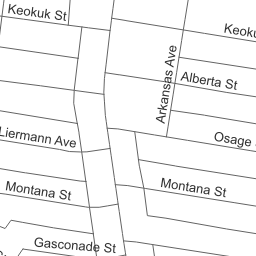 Keokuk St
Keoku
Arkansas Ave
Alberta St
Liermann Ave
Osage
Montana St
Montana St
Gasconade St